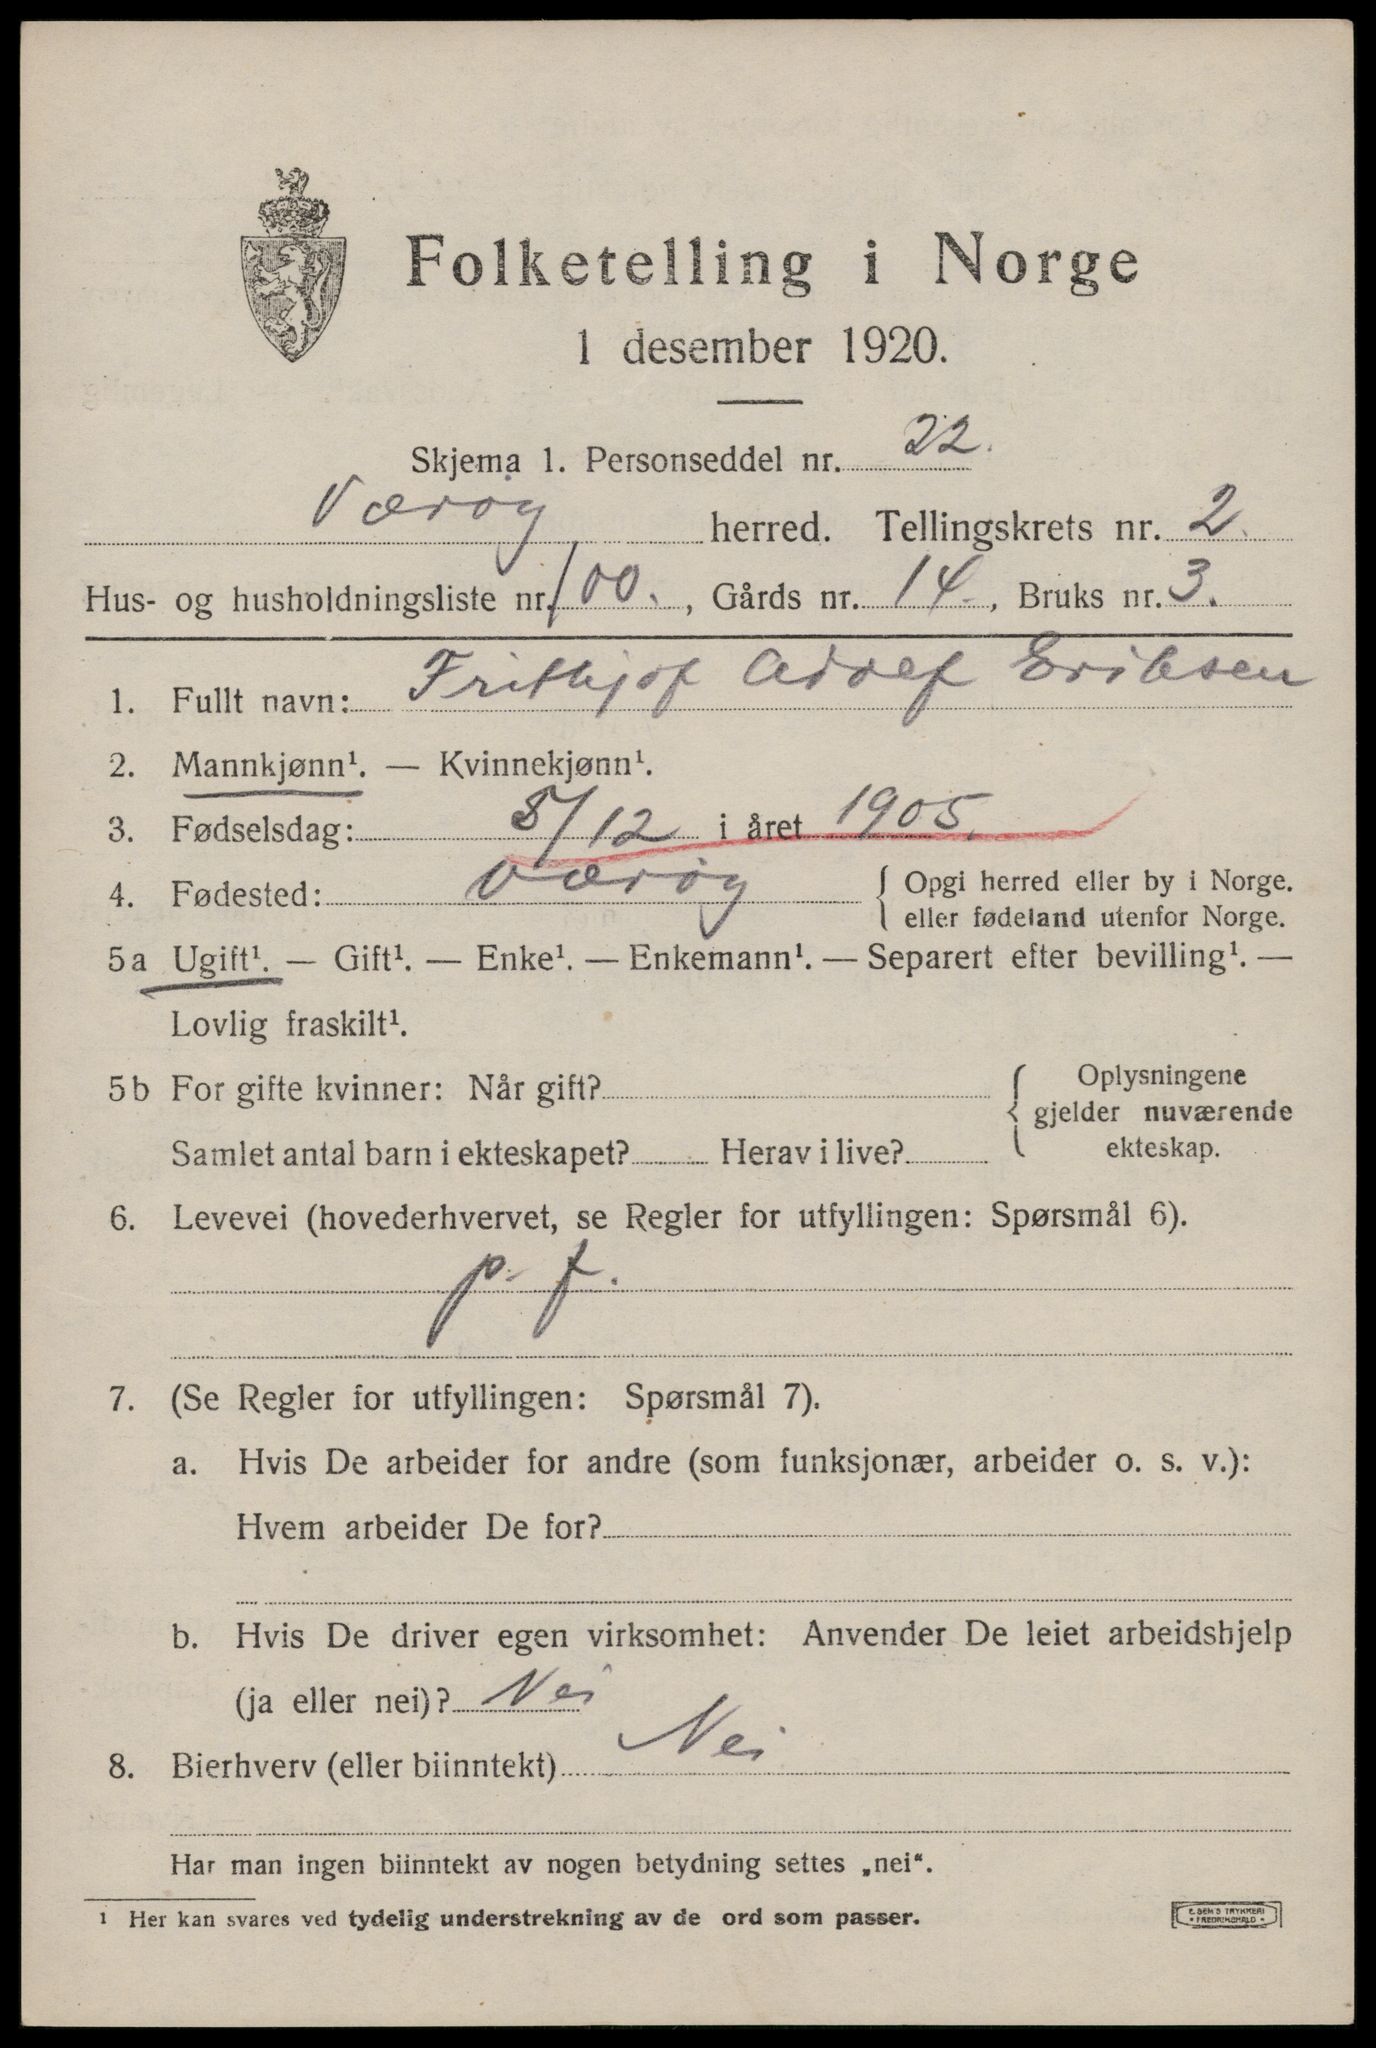 Folketelling i Norge
1 desember 1920.
Skjema 1. Personseddel nr. 22.
Værøy herred. Tellingskrets nr. 2.
Hus- og husholdningsliste nr. 100., Gårds nr. 14., Bruks nr. 3.
1. Fullt navn: Frithjof Adolf Eriksen
2. Mannkjønn¹. — Kvinnekjønn¹.
3. Fødselsdag: 5/12 i året 1905.
4. Fødested: Værøy { Opgi herred eller by i Norge.
eller fødeland utenfor Norge.
5a Ugift¹. — Gift¹. — Enke¹. — Enkemann¹. — Separert efter bevilling¹. —
Lovlig fraskilt¹.
5b For gifte kvinner: Når gift? { Oplysningene
gjelder nuværende
Samlet antal barn i ekteskapet? Herav i live? ekteskap.
6. Levevei (hovederhvervet, se Regler for utfyllingen: Spørsmål 6).
p. f.
7. (Se Regler for utfyllingen: Spørsmål 7).
a. Hvis De arbeider for andre (som funksjonær, arbeider o. s. v.):
Hvem arbeider De for?
b. Hvis De driver egen virksomhet: Anvender De leiet arbeidshjelp
(ja eller nei)? Nei
8. Bierhverv (eller biinntekt) Nei
Har man ingen biinntekt av nogen betydning settes „nei“.
¹ Her kan svares ved tydelig understrekning av de ord som passer.
E. SEM'S TRYKKERI
• FREDRIKSHALD •